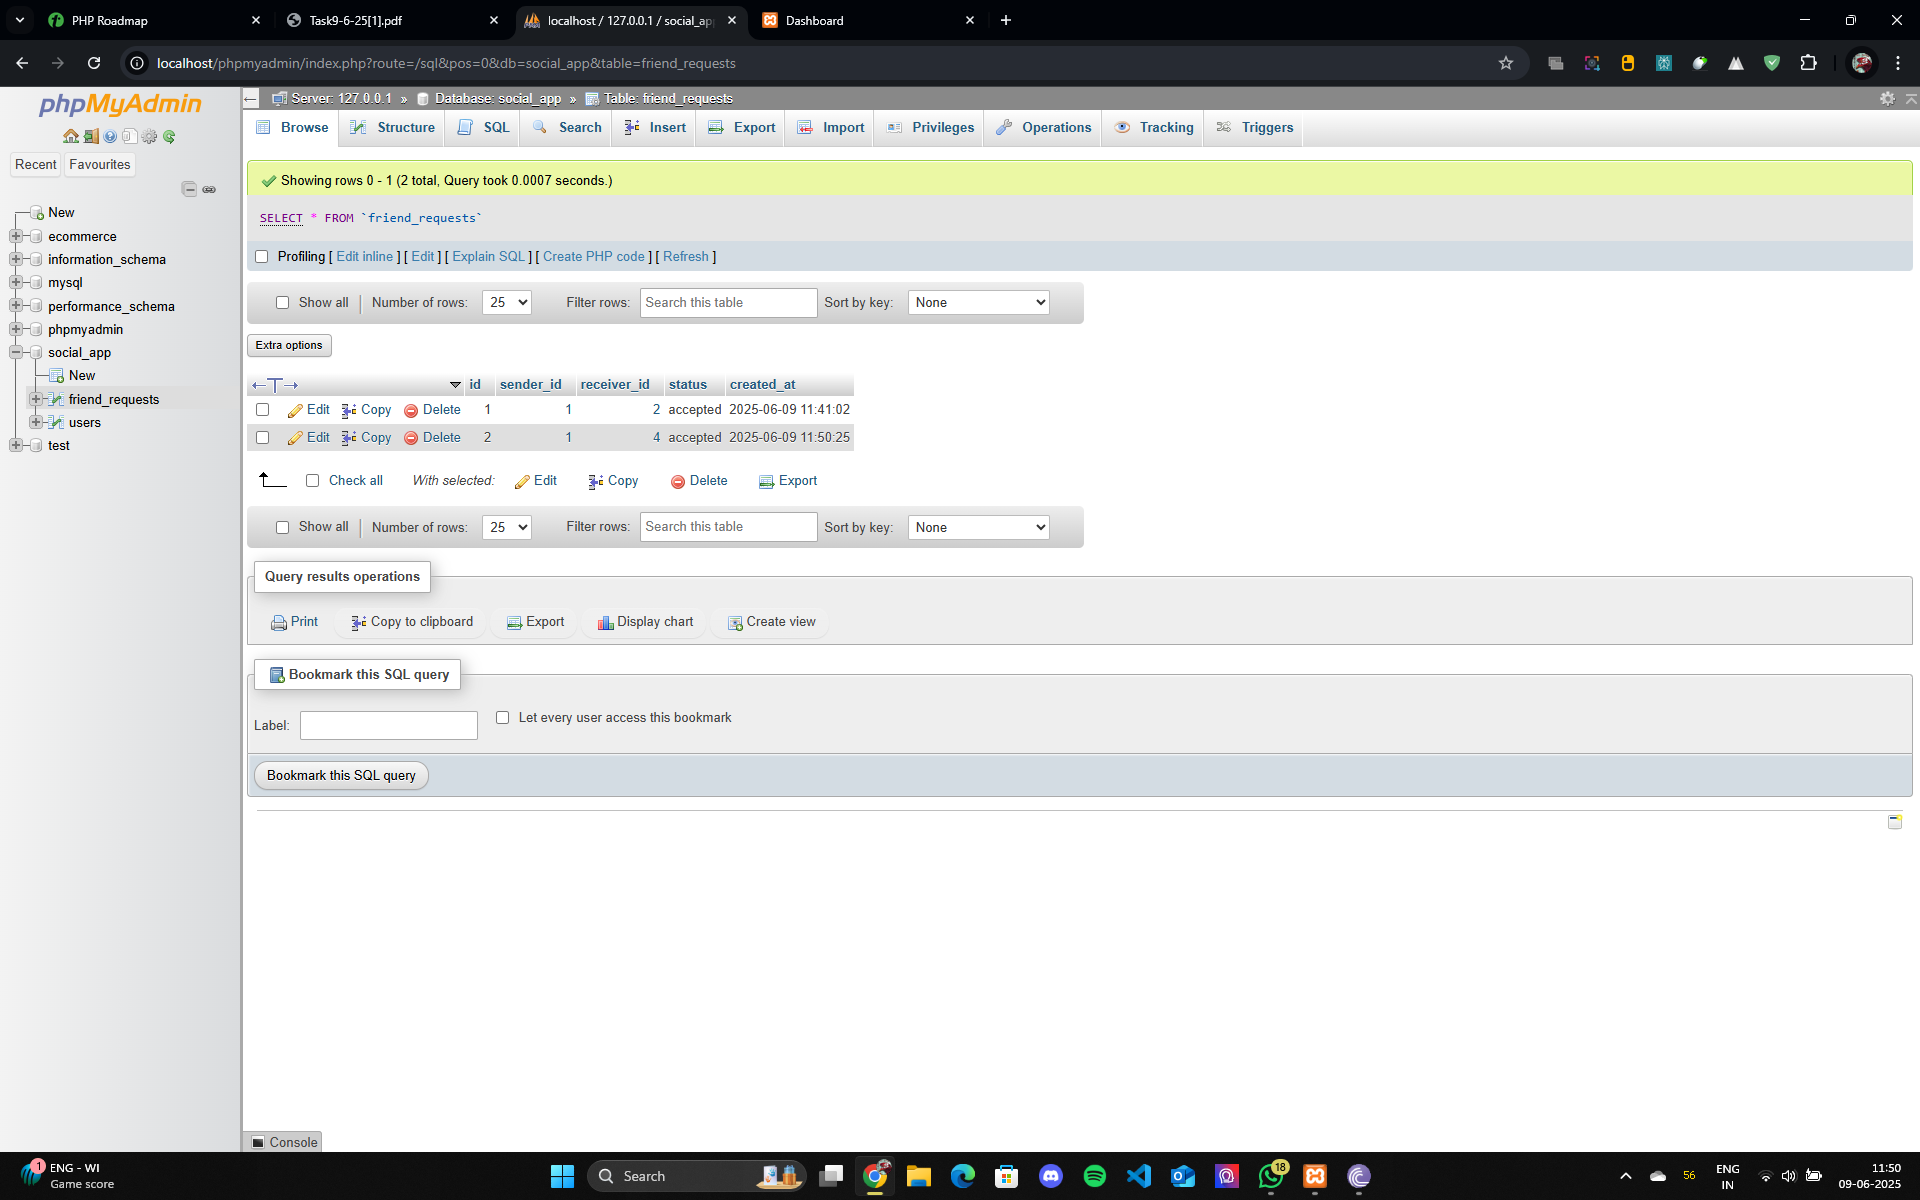 PHP Roadmap
Task9-6-25[1].pdf
localhost / 127.0.0.1 / social_ap
Dashboard
localhost/phpmyadmin/index.php?route=/sql&pos=0&db=social_app&table=friend_requests
phpMyAdmin
Server: 127.0.0.1 » Database: social_app » Table: friend_requests
Browse Structure SQL Search Insert Export Import Privileges Operations Tracking Triggers
Recent Favourites
New
ecommerce
information_schema
mysql
performance_schema
phpmyadmin
social_app
New
friend_requests
users
test
Showing rows 0 - 1 (2 total, Query took 0.0007 seconds.)
SELECT * FROM `friend_requests`
Profiling [ Edit inline ] [ Edit ] [ Explain SQL ] [ Create PHP code ] [ Refresh ]
Show all Number of rows: 25 Filter rows: Search this table Sort by key: None
Extra options
←T→ id sender_id receiver_id status created_at
Edit Copy Delete 1 1 2 accepted 2025-06-09 11:41:02
Edit Copy Delete 2 1 4 accepted 2025-06-09 11:50:25
Check all With selected: Edit Copy Delete Export
Show all Number of rows: 25 Filter rows: Search this table Sort by key: None
Query results operations
Print Copy to clipboard Export Display chart Create view
Bookmark this SQL query
Label: Let every user access this bookmark
Bookmark this SQL query
Console
1 ENG - WI
Game score
Search
18
56
ENG
IN
11:50
09-06-2025